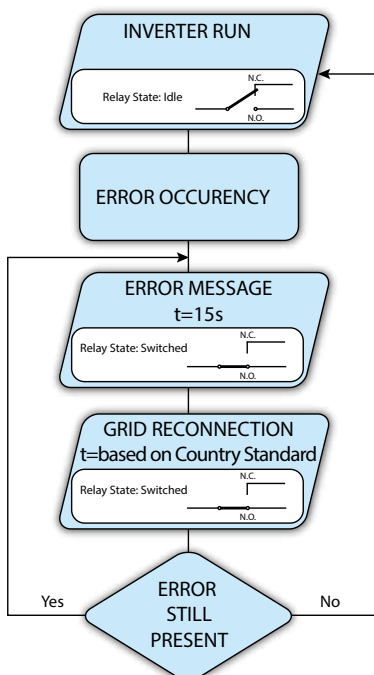 INVERTER RUN
N.C.
Relay State: Idle
N.O.
ERROR OCCURENCY
ERROR MESSAGE
t=15s
N.C.
Relay State: Switched
N.O.
GRID RECONNECTION
t=based on Country Standard
N.C.
Relay State: Switched
N.O.
Yes
ERROR
STILL
PRESENT
No